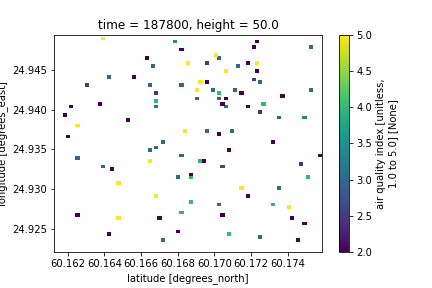 time = 187800, height = 50.0
24.945
24.940
24.935
24.930
24.925
longitude [degrees_east]
60.162 60.164 60.166 60.168 60.170 60.172 60.174
latitude [degrees_north]
5.0
4.5
4.0
3.5
3.0
2.5
2.0
air quality index [unitless,
1.0 to 5.0] [None]